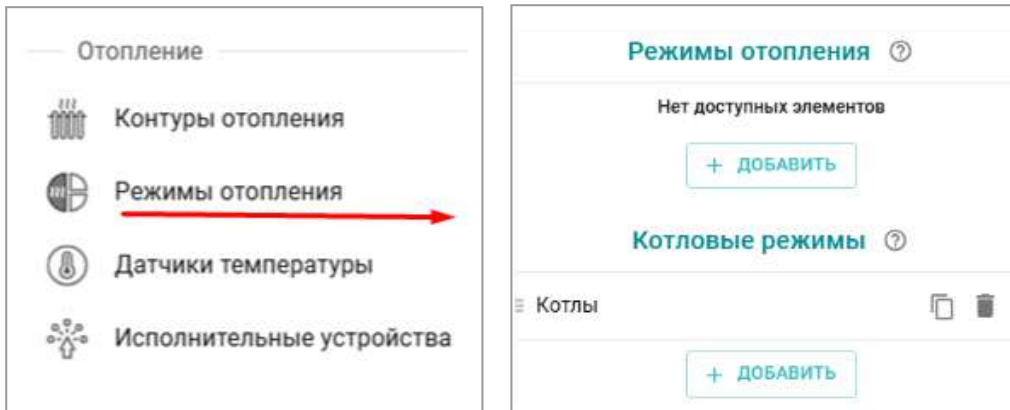 Отопление
Контуры отопления
Режимы отопления
Датчики температуры
Исполнительные устройства
Режимы отопления
Нет доступных элементов
+ ДОБАВИТЬ
Котловые режимы
Котлы
+ ДОБАВИТЬ